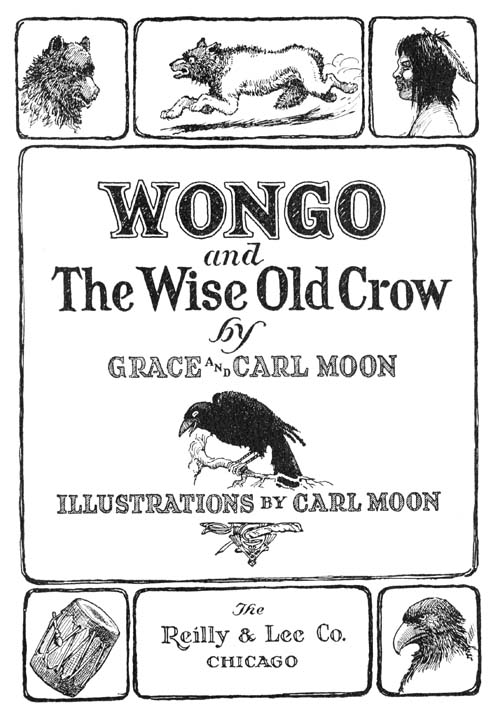 WONGO
and
The Wise Old Crow
by
GRACE AND CARL MOON
ILLUSTRATIONS BY CARL MOON
The
Reilly & Lee Co.
CHICAGO